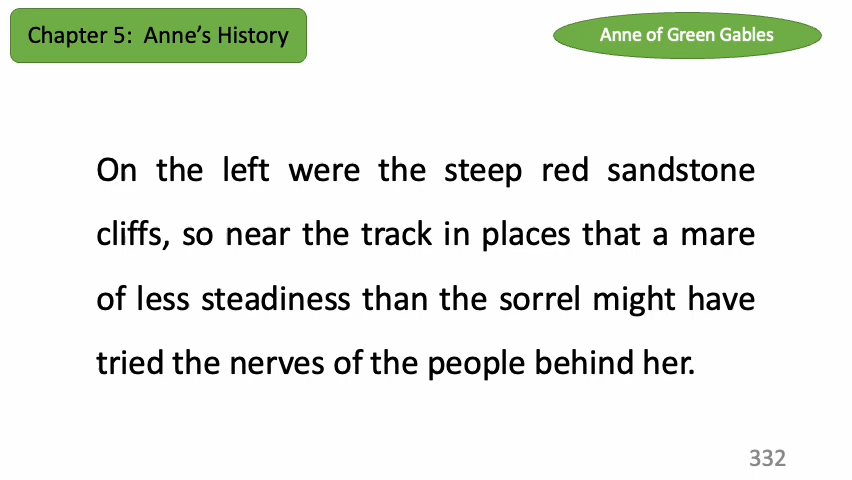 Chapter 5: Anne’s History
Anne of Green Gables
On the left were the steep red sandstone
cliffs, so near the track in places that a mare
of less steadiness than the sorrel might have
tried the nerves of the people behind her.
332